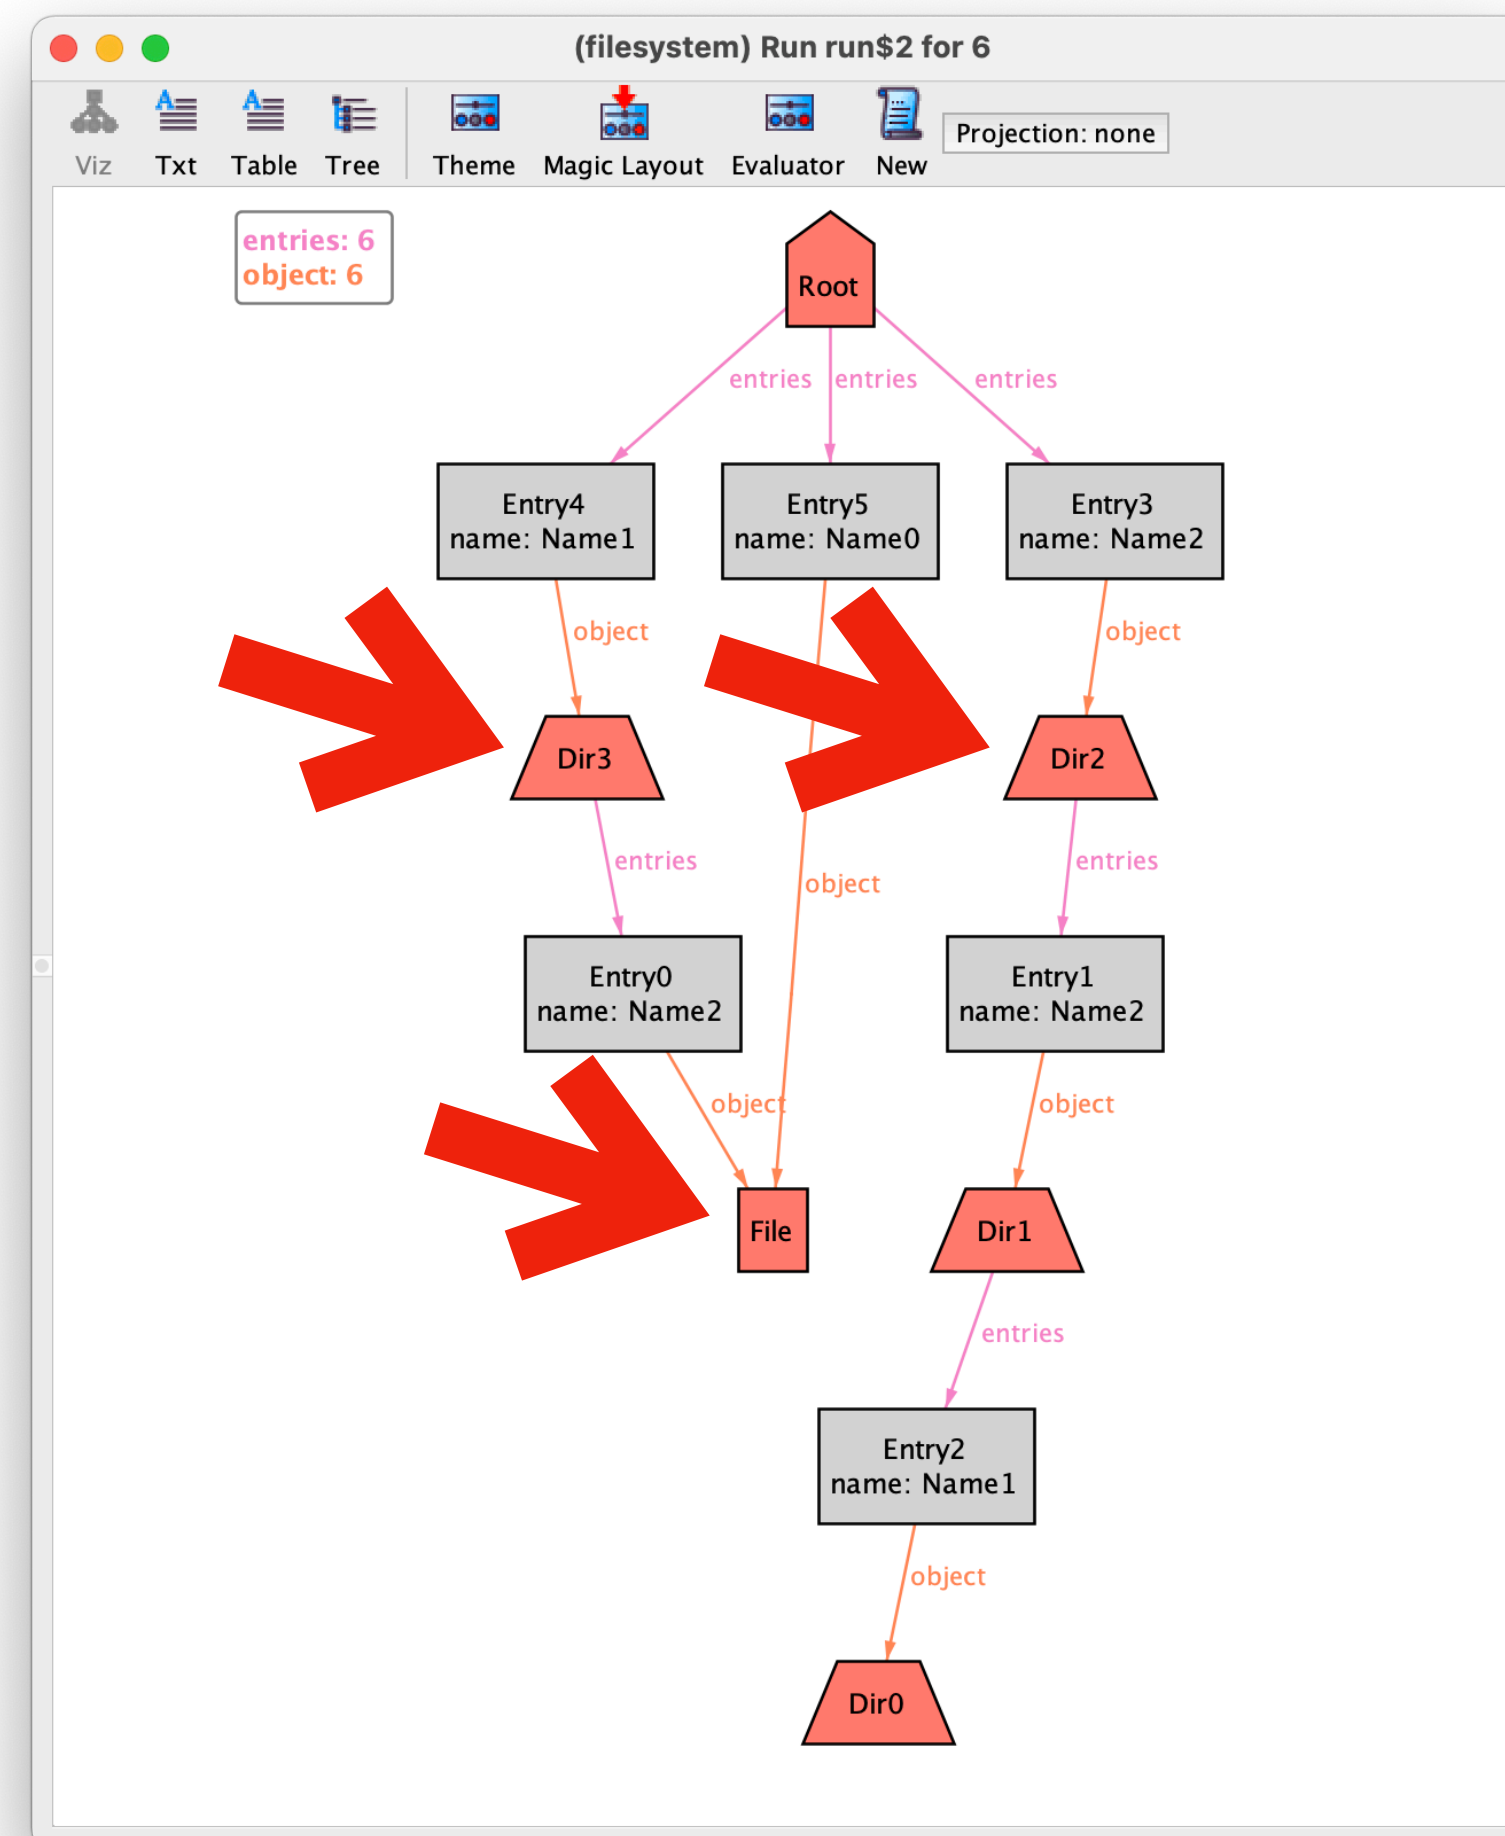 (filesystem) Run run$2 for 6
Viz
Txt
Table
Tree
Theme
Magic Layout
Evaluator
New
Projection: none
entries: 6
object: 6
Root
entries
entries
entries
Entry4
name: Name1
Entry5
name: Name0
Entry3
name: Name2
object
object
Dir3
Dir2
entries
object
entries
Entry0
name: Name2
Entry1
name: Name2
object
object
File
Dir1
entries
Entry2
name: Name1
object
Dir0